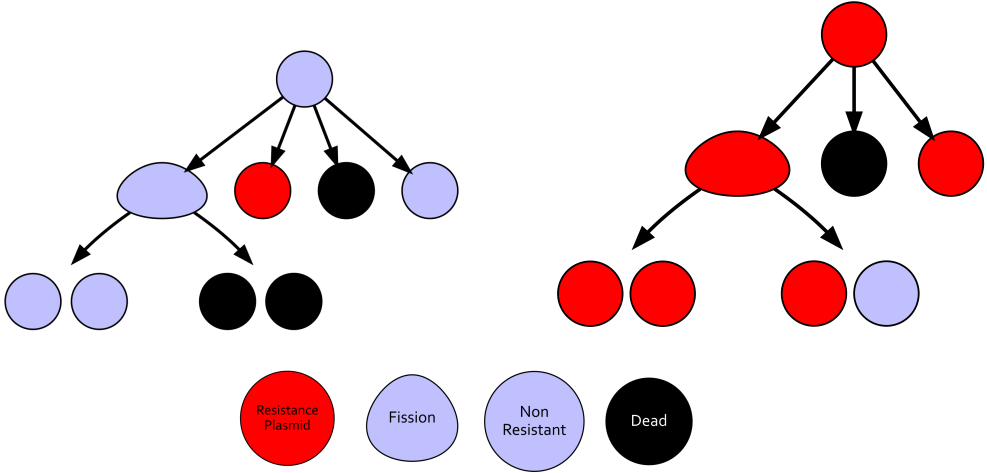 Resistance
Plasmid
Fission
Non
Resistant
Dead